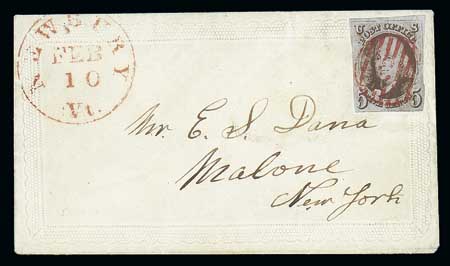 NEWBURY
FEB
10
Vt.
POST OFFICE
5 5
Mr. E. S. Dana
Malone
New York